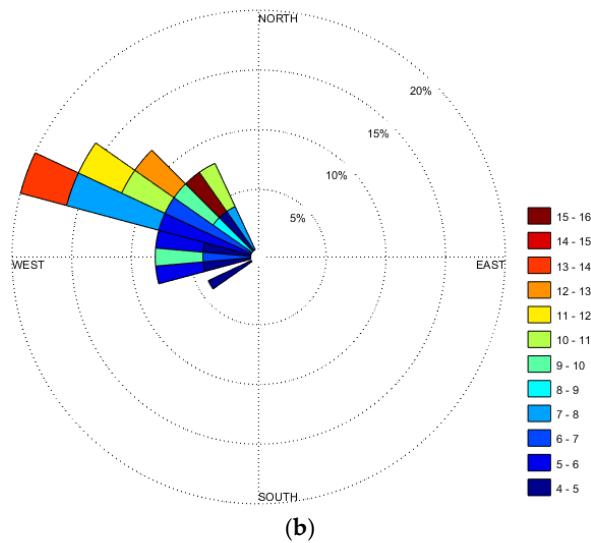 NORTH
20%
15%
10%
5%
WEST
EAST
SOUTH
15 - 16
14 - 15
13 - 14
12 - 13
11 - 12
10 - 11
9 - 10
8 - 9
7 - 8
6 - 7
5 - 6
4 - 5
(b)